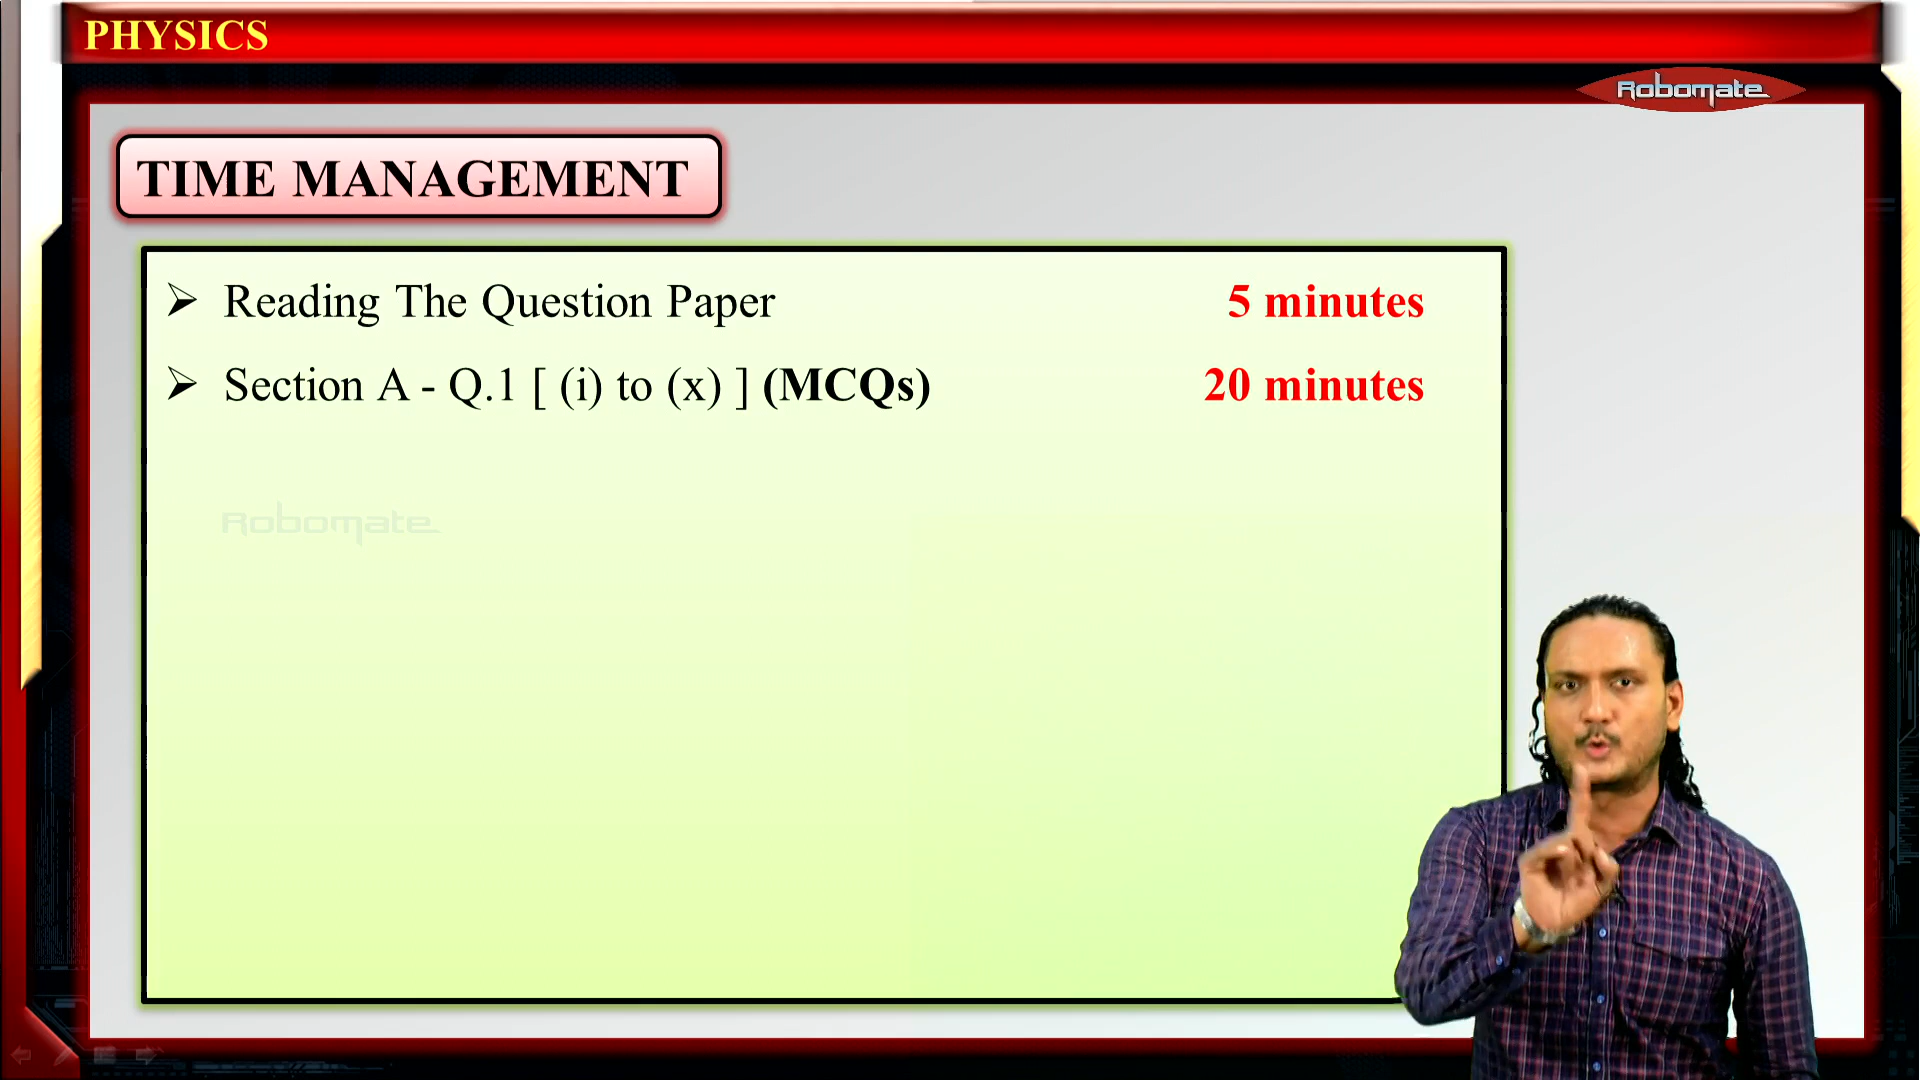 PHYSICS
Robomate
TIME MANAGEMENT
➢ Reading The Question Paper 5 minutes
➢ Section A - Q.1 [ (i) to (x) ] (MCQs) 20 minutes
Robomate